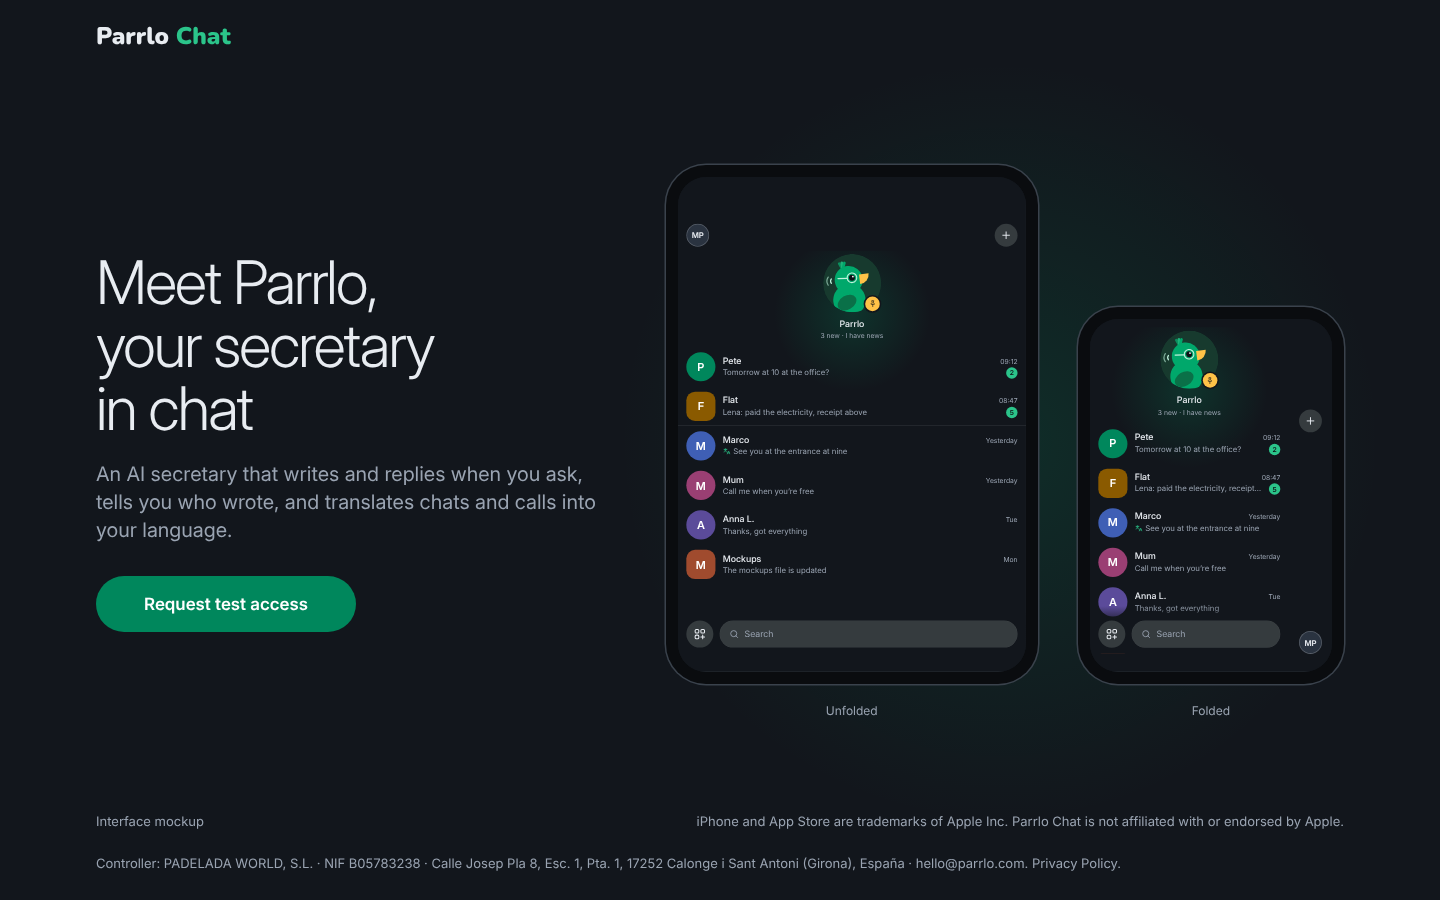 Parrlo Chat
Meet Parrlo,
your secretary
in chat
An AI secretary that writes and replies when you ask,
tells you who wrote, and translates chats and calls into
your language.
Request test access
MP
Parrlo
3 new · I have news
P
Pete
09:12
Tomorrow at 10 at the office?
2
F
Flat
08:47
Lena: paid the electricity, receipt above
5
M
Marco
Yesterday
See you at the entrance at nine
M
Mum
Yesterday
Call me when you're free
A
Anna L.
Tue
Thanks, got everything
M
Mockups
Mon
The mockups file is updated
Search
Unfolded
Parrlo
3 new · I have news
P
Pete
09:12
Tomorrow at 10 at the office?
2
F
Flat
08:47
Lena: paid the electricity, receipt...
5
M
Marco
Yesterday
See you at the entrance at nine
M
Mum
Yesterday
Call me when you're free
A
Anna L.
Tue
Thanks, got everything
Search
MP
Folded
Interface mockup
iPhone and App Store are trademarks of Apple Inc. Parrlo Chat is not affiliated with or endorsed by Apple.
Controller: PADELADA WORLD, S.L. · NIF B05783238 · Calle Josep Pla 8, Esc. 1, Pta. 1, 17252 Calonge i Sant Antoni (Girona), España · hello@parrlo.com. Privacy Policy.